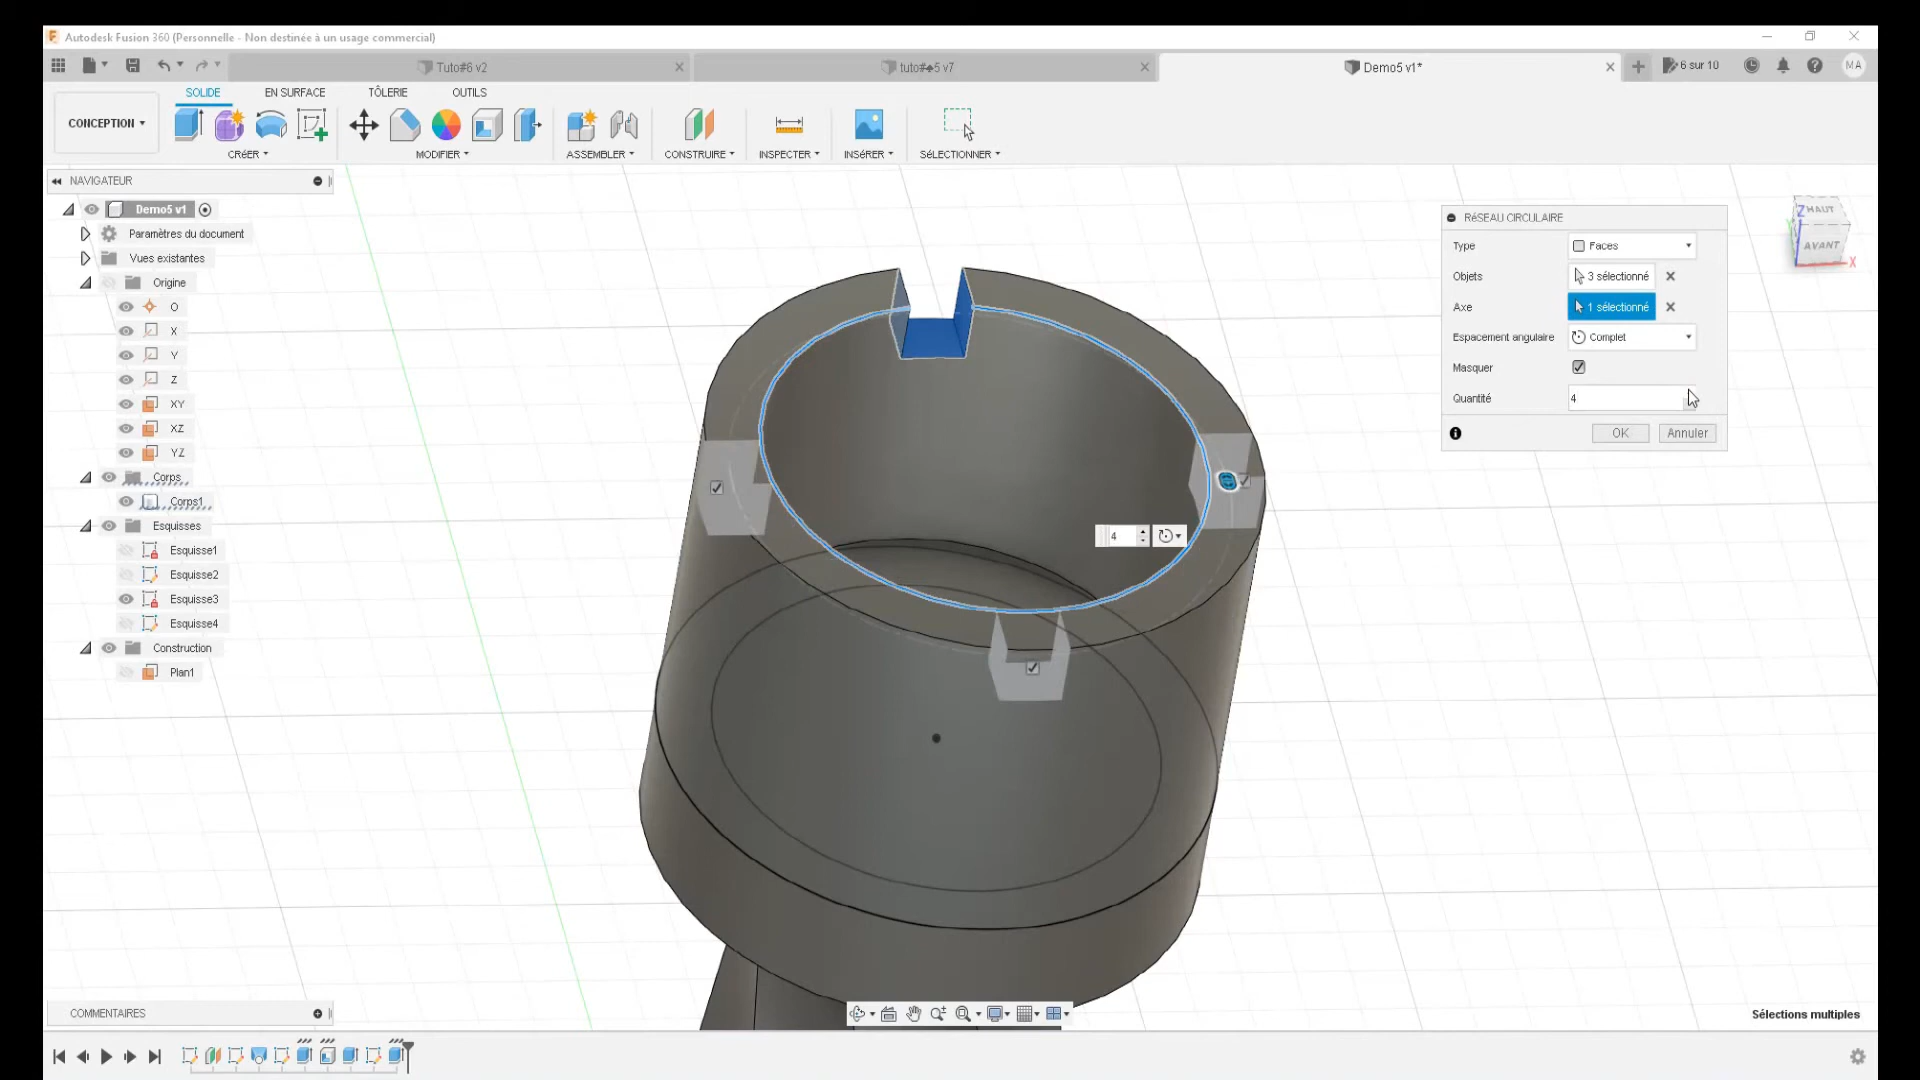 Autodesk Fusion 360 (Personnelle - Non destinée à un usage commercial)
Tuto#6 v2
tuto#♣5 v7
Demo5 v1*
6 sur 10
MA
SOLIDE
EN SURFACE
TÔLERIE
OUTILS
CONCEPTION
CRéER
MODIFIER
ASSEMBLER
CONSTRUIRE
INSPECTER
INSéRER
SéLECTIONNER
NAVIGATEUR
Demo5 v1
Paramètres du document
Vues existantes
Origine
O
X
Y
Z
XY
XZ
YZ
Corps
Corps1
Esquisses
Esquisse1
Esquisse2
Esquisse3
Esquisse4
Construction
Plan1
RéSEAU CIRCULAIRE
Type
Faces
Objets
3 sélectionné
Axe
1 sélectionné
Espacement angulaire
Complet
Masquer
Quantité
4
OK
Annuler
Z
HAUT
AVANT
X
4
COMMENTAIRES
Sélections multiples